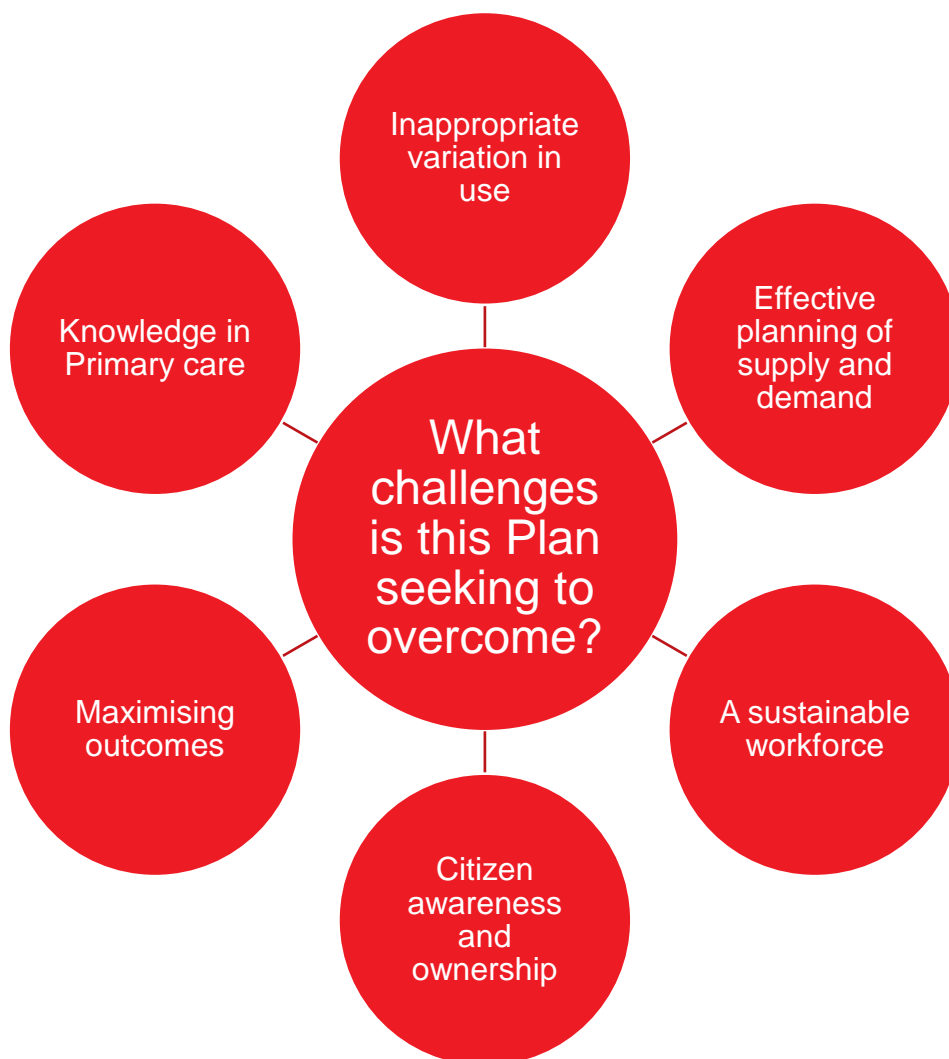 Inappropriate
variation in
use
Effective
planning of
supply and
demand
A sustainable
workforce
Citizen
awareness
and
ownership
Maximising
outcomes
Knowledge in
Primary care
What
challenges
is this Plan
seeking to
overcome?